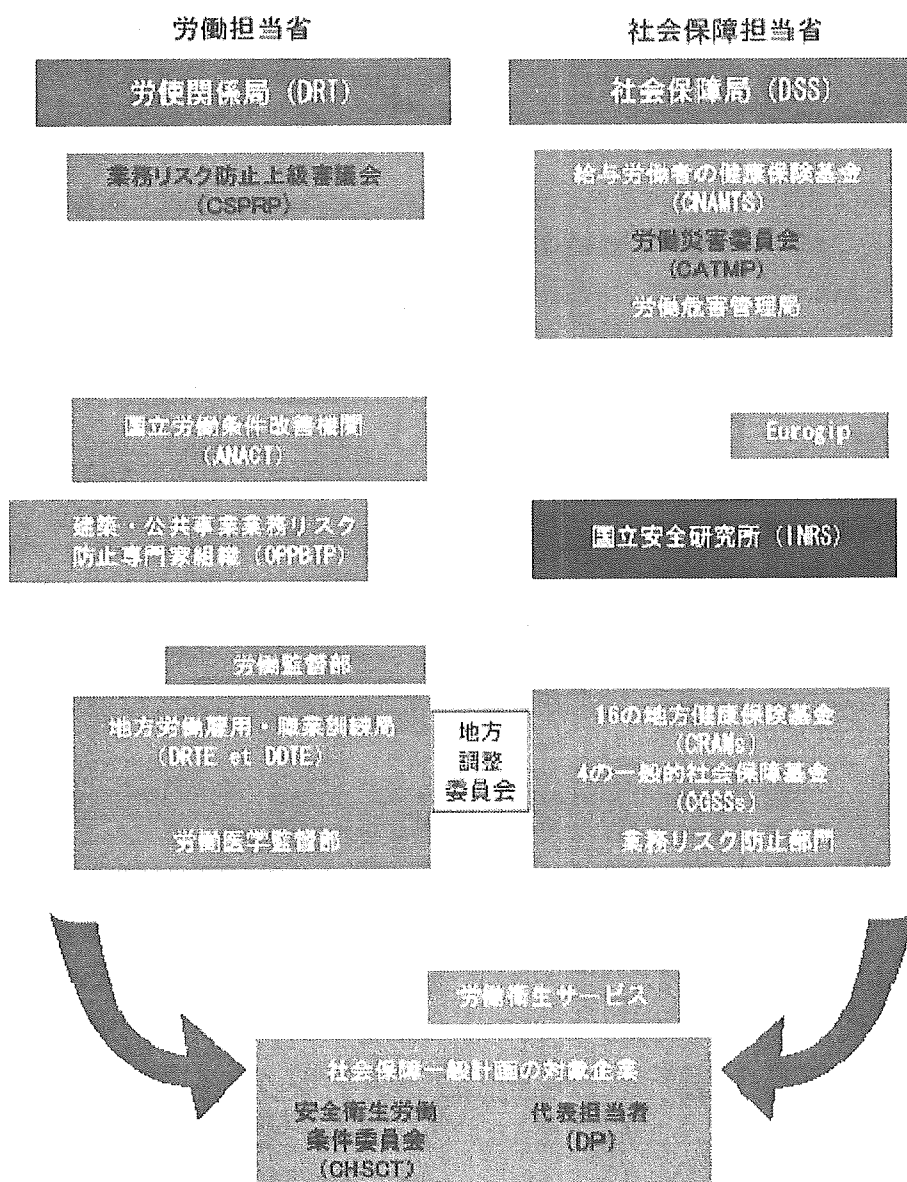 労働担当省
労使関係局 (DRT)
業務リスク防止上級審議会
(CSPRP)
国立労働条件改善機関
(ANACT)
建築・公共事業業務リスク
防止専門家組織 (OPPBTP)
労働監督部
地方労働雇用・職業訓練局
(DRTE et DDTE)
労働医学監督部
地方
調整
委員会
社会保障担当省
社会保障局 (DSS)
給与労働者の健康保険基金
(CNAMTS)
労働災害委員会
(CATMP)
労働危害管理局
Eurogip
国立安全研究所 (INRS)
16の地方健康保険基金
(CRAMs)
4の一般的社会保障基金
(CGSSs)
業務リスク防止部門
労働衛生サービス
社会保障一般計画の対象企業
安全衛生労働
条件委員会
(CHSCT)
代表担当者
(DP)